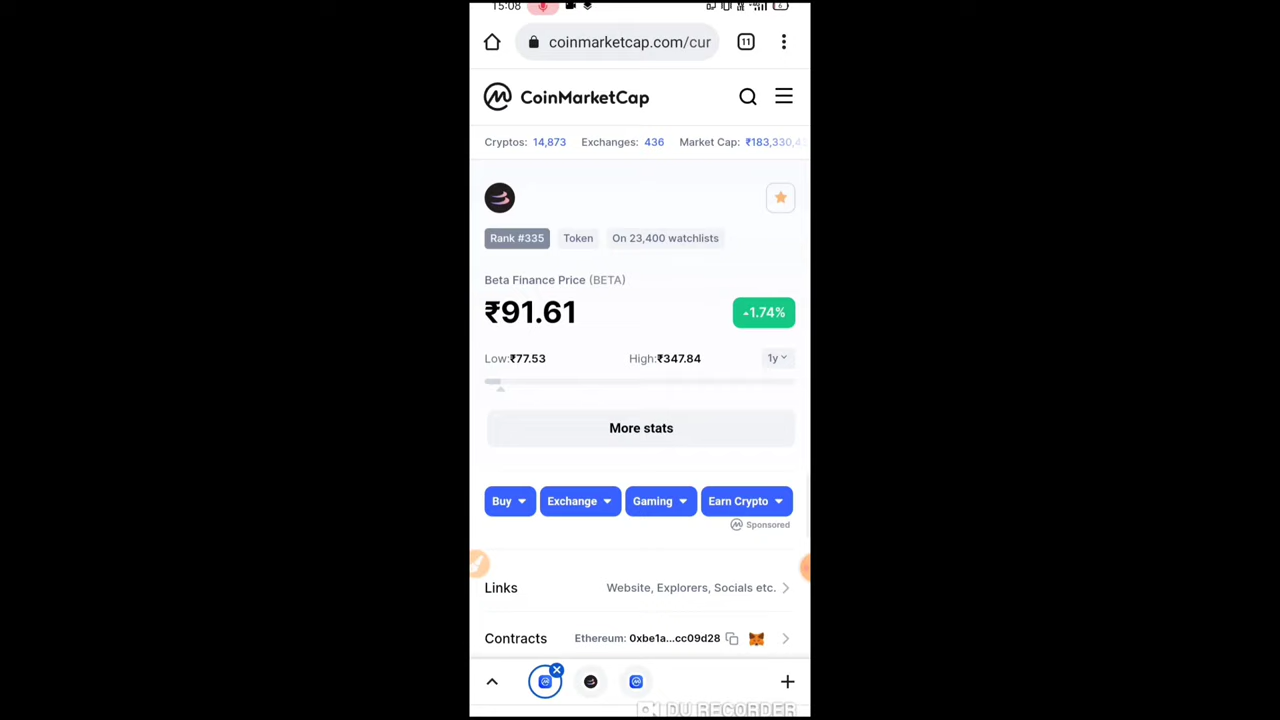 15:08
coinmarketcap.com/cur
11
CoinMarketCap
Cryptos: 14,873 Exchanges: 436 Market Cap: ₹183,330,4
Rank #335 Token On 23,400 watchlists
Beta Finance Price (BETA)
₹91.61 1.74%
Low:₹77.53 High:₹347.84 1y
More stats
Buy Exchange Gaming Earn Crypto
Sponsored
Links Website, Explorers, Socials etc.
Contracts Ethereum: 0xbe1a...cc09d28
DU RECORDER